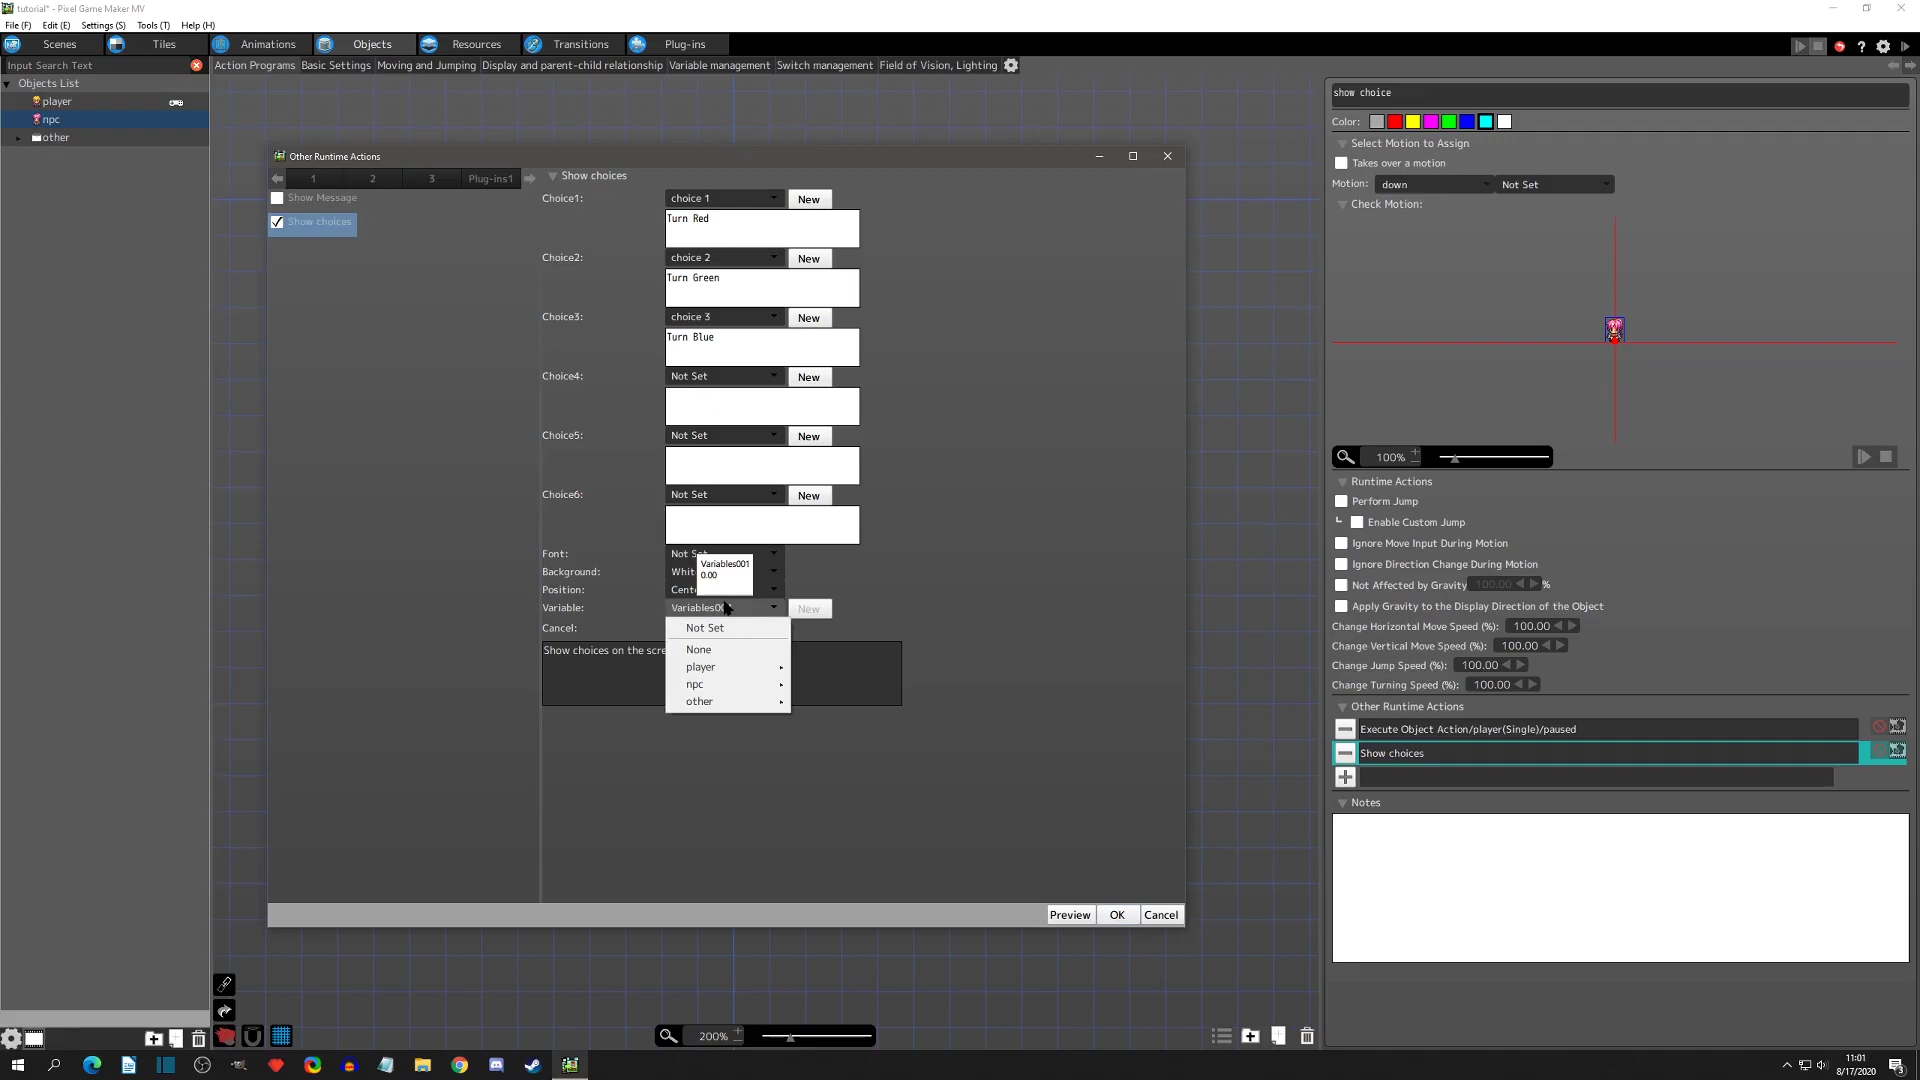 tutorial* - Pixel Game Maker MV
File (F) Edit (E) Settings (S) Tools (T) Help (H)
Scenes Tiles Animations Objects Resources Transitions Plug-ins
Input Search Text
Action Programs Basic Settings Moving and Jumping Display and parent-child relationship Variable management Switch management Field of Vision, Lighting
Objects List
player
npc
other
Other Runtime Actions
1 2 3 Plug-ins1
Show Message
Show choices
Show choices
Choice1: choice 1 New
Turn Red
Choice2: choice 2 New
Turn Green
Choice3: choice 3 New
Turn Blue
Choice4: Not Set New
Choice5: Not Set New
Choice6: Not Set New
Font: Not
Background:
Position:
Variables001
0.00
Variable: New
Cancel:
Not Set
None
player
npc
other
Show choices on the
Preview OK Cancel
200%
show choice
Color:
Select Motion to Assign
Takes over a motion
Motion: down Not Set
Check Motion:
100%
Runtime Actions
Perform Jump
Enable Custom Jump
Ignore Move Input During Motion
Ignore Direction Change During Motion
Not Affected by Gravity 100.00 %
Apply Gravity to the Display Direction of the Object
Change Horizontal Move Speed (%): 100.00
Change Vertical Move Speed (%): 100.00
Change Jump Speed (%): 100.00
Change Turning Speed (%): 100.00
Other Runtime Actions
Execute Object Action/player(Single)/paused
Show choices
Notes
11:01
8/17/2020
3